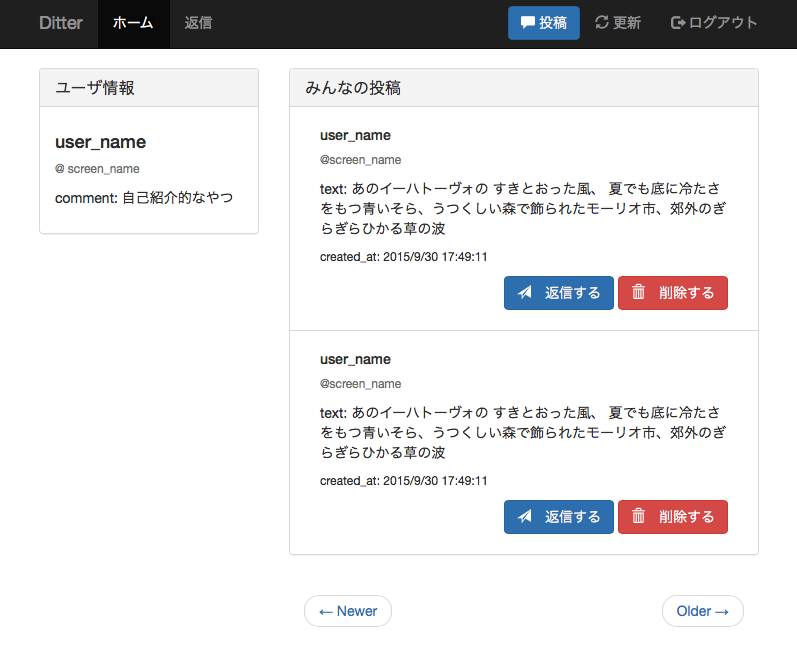 Ditter ホーム 返信 投稿 更新 ログアウト
ユーザ情報
user_name
@ screen_name
comment: 自己紹介的なやつ
みんなの投稿
user_name
@screen_name
text: あのイーハトーヴォの すきとおった風、 夏でも底に冷たさ
をもつ青いそら、うつくしい森で飾られたモーリオ市、郊外のぎ
らぎらひかる草の波
created_at: 2015/9/30 17:49:11
返信する 削除する
user_name
@screen_name
text: あのイーハトーヴォの すきとおった風、 夏でも底に冷たさ
をもつ青いそら、うつくしい森で飾られたモーリオ市、郊外のぎ
らぎらひかる草の波
created_at: 2015/9/30 17:49:11
返信する 削除する
← Newer Older →